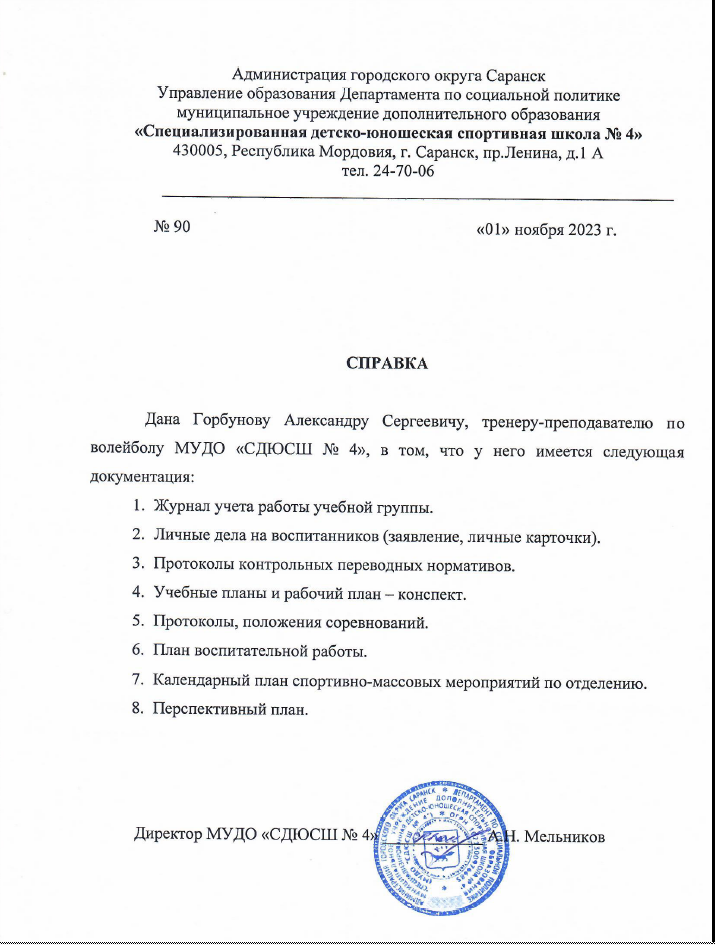 Администрация городского округа Саранск
Управление образования Департамента по социальной политике
муниципальное учреждение дополнительного образования
«Специализированная детско-юношеская спортивная школа № 4»
430005, Республика Мордовия, г. Саранск, пр.Ленина, д.1 А
тел. 24-70-06
№ 90 «01» ноября 2023 г.
СПРАВКА
Дана Горбунову Александру Сергеевичу, тренеру-преподавателю по
волейболу МУДО «СДЮСШ № 4», в том, что у него имеется следующая
документация:
1. Журнал учета работы учебной группы.
2. Личные дела на воспитанников (заявление, личные карточки).
3. Протоколы контрольных переводных нормативов.
4. Учебные планы и рабочий план – конспект.
5. Протоколы, положения соревнований.
6. План воспитательной работы.
7. Календарный план спортивно-массовых мероприятий по отделению.
8. Перспективный план.
Директор МУДО «СДЮСШ № 4» А.Н. Мельников